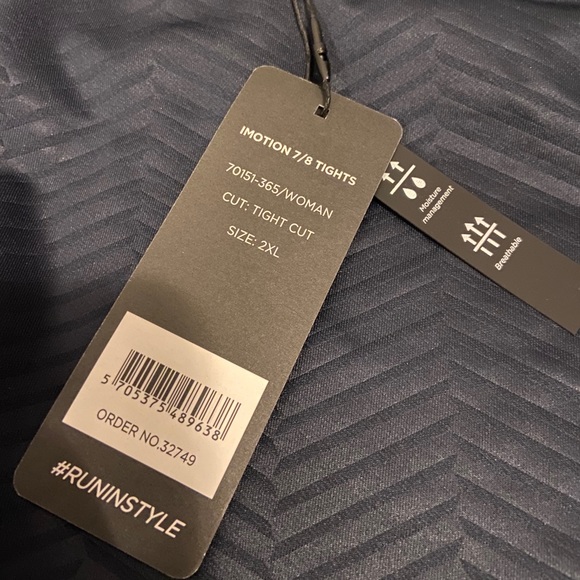 IMOTION 7/8 TIGHTS
70151-365/WOMAN
CUT: TIGHT CUT
SIZE: 2XL
5 705375 489638
ORDER NO.32749
#RUNINSTYLE
Moisture
management
Breathable